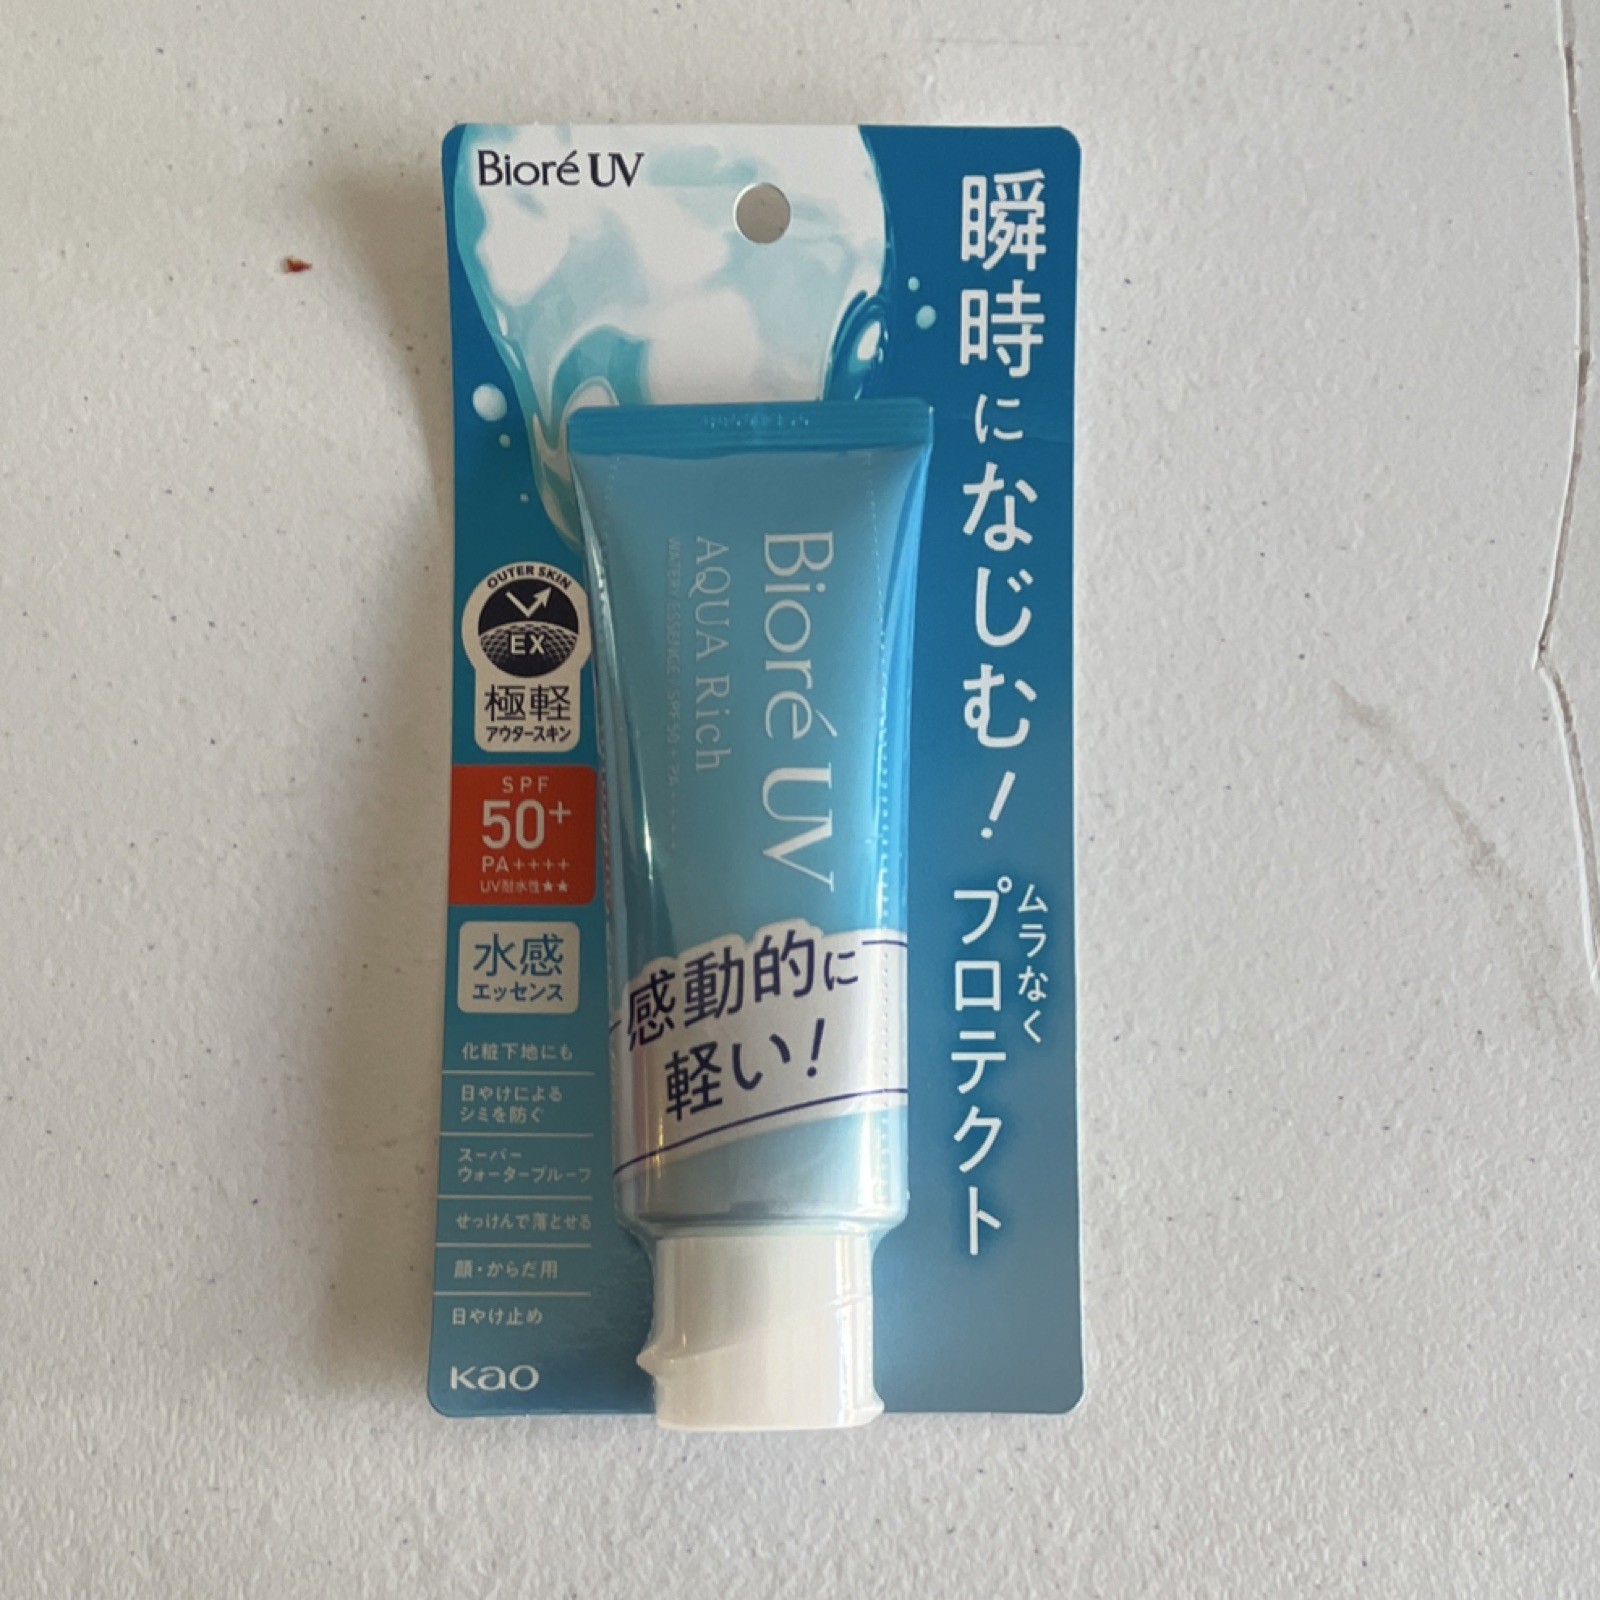 Bioré UV
瞬時になじむ!
ムラなく
プロテクト
OUTER SKIN
EX
極軽
アウタースキン
SPF
50+
PA++++
UV耐水性★★
水感
エッセンス
化粧下地にも
日やけによる
シミを防ぐ
スーパー
ウォータープルーフ
せっけんで落とせる
顔・からだ用
日やけ止め
Kao
Bioré UV
AQUA Rich
WATERY ESSENCE / SPF 50+ PA++++
感動的に
軽い!